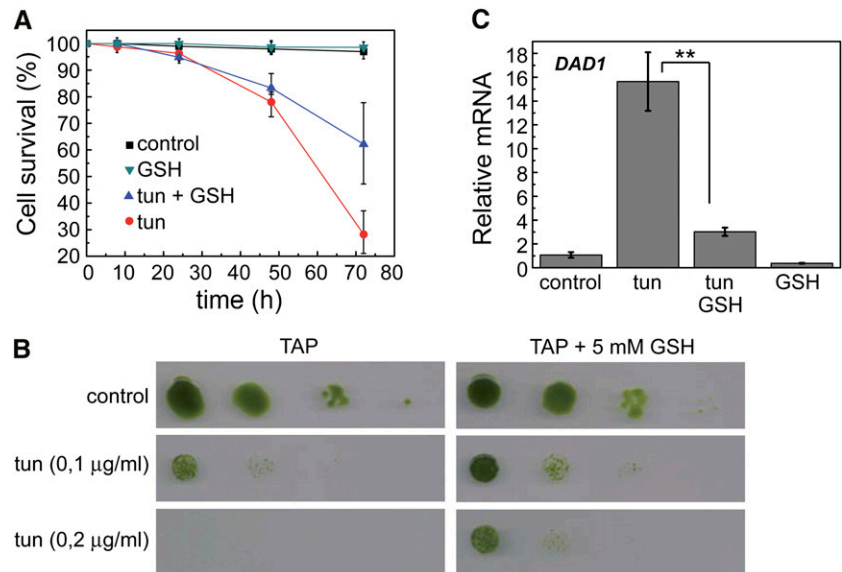 A
Cell survival (%)
100
90
80
70
60
50
40
30
20
control
GSH
tun + GSH
tun
0 10 20 30 40 50 60 70 80
time (h)
C
Relative mRNA
18
16
14
12
10
8
6
4
2
0
DAD1
**
control tun tun GSH
GSH
B
TAP TAP + 5 mM GSH
control
tun (0,1 µg/ml)
tun (0,2 µg/ml)